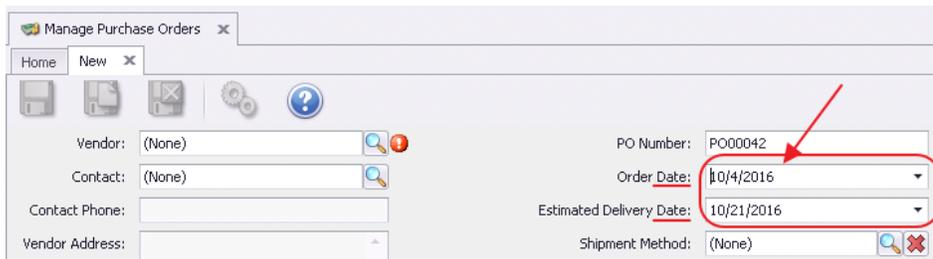 Manage Purchase Orders
Home New
Vendor: (None) PO Number: PO00042
Contact: (None) Order Date: 10/4/2016
Contact Phone: Estimated Delivery Date: 10/21/2016
Vendor Address: Shipment Method: (None)